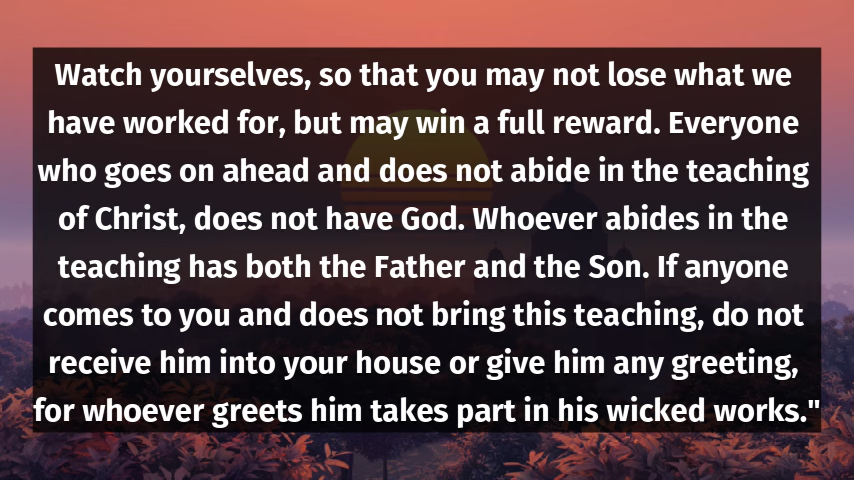 Watch yourselves, so that you may not lose what we
have worked for, but may win a full reward. Everyone
who goes on ahead and does not abide in the teaching
of Christ, does not have God. Whoever abides in the
teaching has both the Father and the Son. If anyone
comes to you and does not bring this teaching, do not
receive him into your house or give him any greeting,
for whoever greets him takes part in his wicked works."